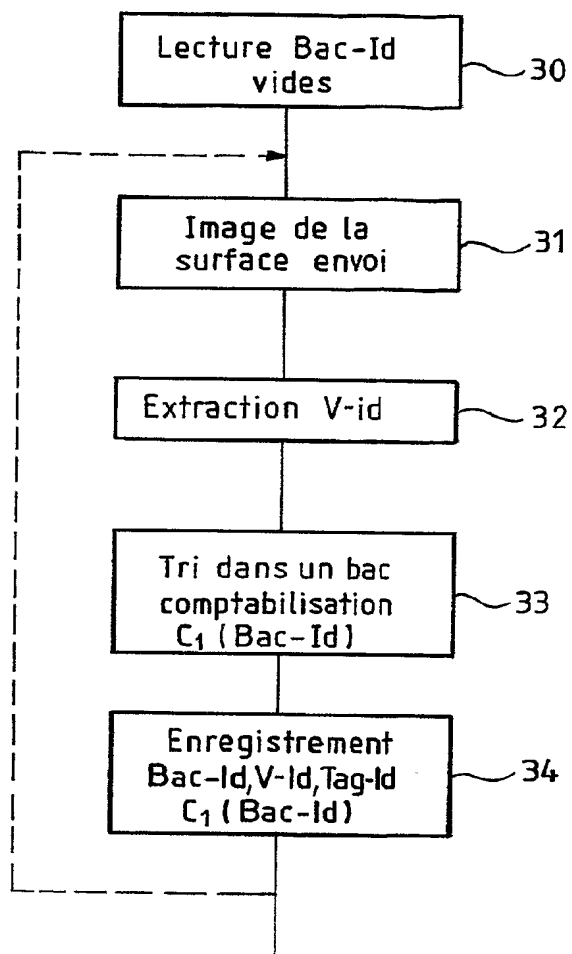 Lecture Bac-Id
vides
30
Image de la
surface envoi
31
Extraction V-id
32
Tri dans un bac
comptabilisation
C₁ (Bac-Id)
33
Enregistrement
Bac-Id,V-Id,Tag-Id
C₁ (Bac-Id)
34